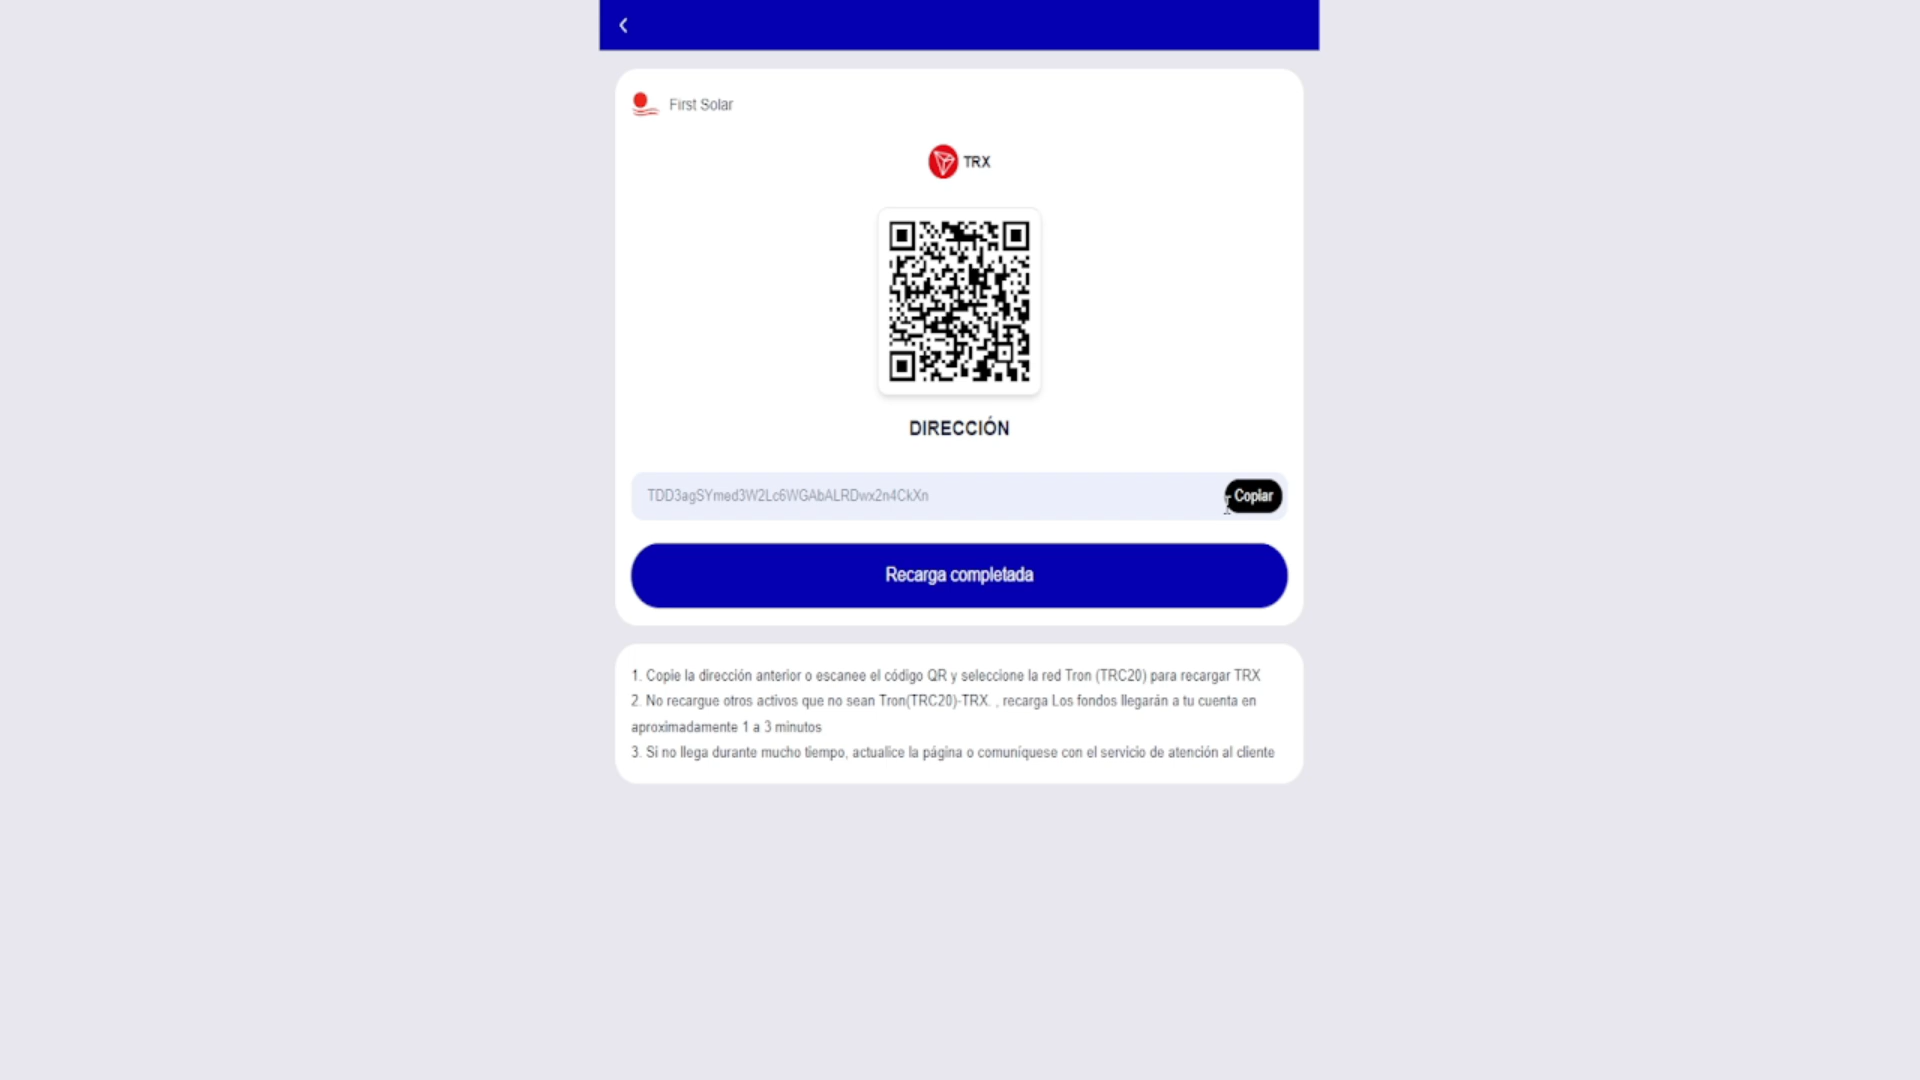 First Solar
TRX
DIRECCIÓN
TDD3agSYmed3W2Lc6WGAbALRDwx2n4CkXn
Copiar
Recarga completada
1. Copie la dirección anterior o escanee el código QR y seleccione la red Tron (TRC20) para recargar TRX
2. No recargue otros activos que no sean Tron(TRC20)-TRX. , recarga Los fondos llegarán a tu cuenta en
aproximadamente 1 a 3 minutos
3. Si no llega durante mucho tiempo, actualice la página o comuníquese con el servicio de atención al cliente